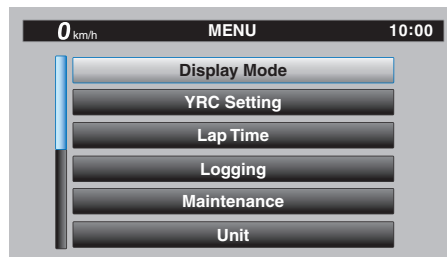 0 km/h MENU 10:00
Display Mode
YRC Setting
Lap Time
Logging
Maintenance
Unit